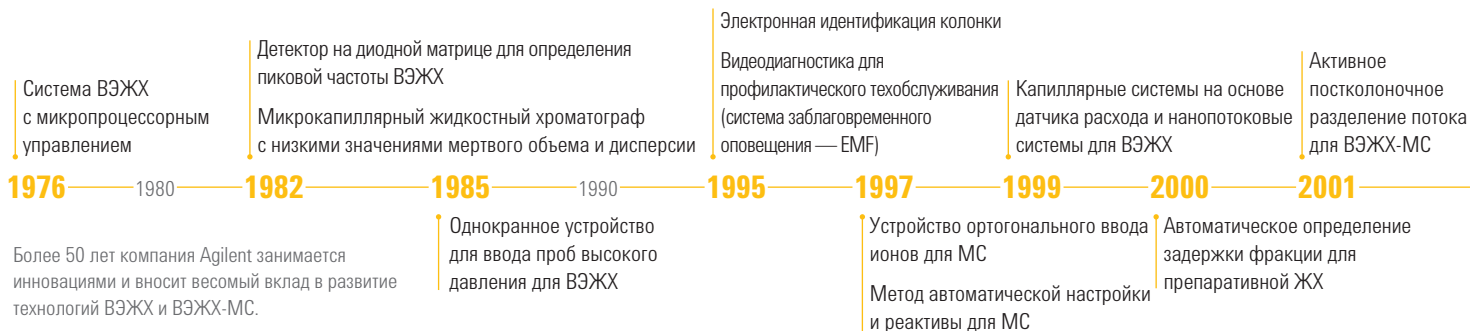 Система ВЭЖХ
с микропроцессорным
управлением
Детектор на диодной матрице для определения
пиковой частоты ВЭЖХ
Микрокапиллярный жидкостный хроматограф
с низкими значениями мертвого объема и дисперсии
Электронная идентификация колонки
Видеодиагностика для
профилактического техобслуживания
(система заблаговременного
оповещения — EMF)
Капиллярные системы на основе
датчика расхода и нанопотоковые
системы для ВЭЖХ
Активное
постколоночное
разделение потока
для ВЭЖХ-МС
1976 1980 1982 1985 1990 1995 1997 1999 2000 2001
Более 50 лет компания Agilent занимается
инновациями и вносит весомый вклад в развитие
технологий ВЭЖХ и ВЭЖХ-МС.
Однокранное устройство
для ввода проб высокого
давления для ВЭЖХ
Устройство ортогонального ввода
ионов для МС
Метод автоматической настройки
и реактивы для МС
Автоматическое определение
задержки фракции для
препаративной ЖХ